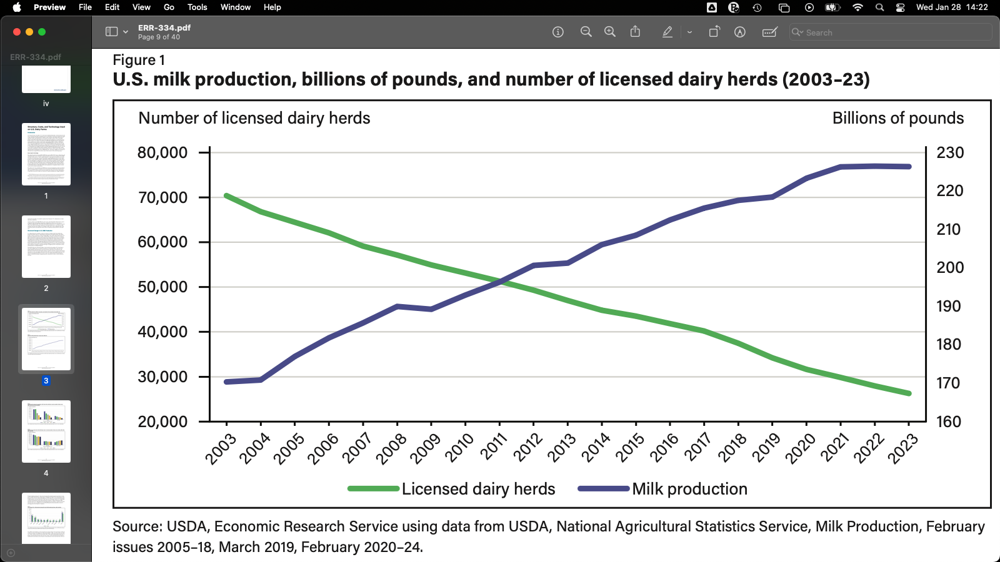 Preview File Edit View Go Tools Window Help Wed Jan 28 14:22
ERR-334.pdf
Page 9 of 40
Search
ERR-334.pdf
iv
1
2
3
4
Figure 1
U.S. milk production, billions of pounds, and number of licensed dairy herds (2003–23)
Number of licensed dairy herds Billions of pounds
80,000 230
70,000 220
60,000 210
50,000 200
40,000 190
30,000 180
20,000 170
160
2003 2004 2005 2006 2007 2008 2009 2010 2011 2012 2013 2014 2015 2016 2017 2018 2019 2020 2021 2022 2023
Licensed dairy herds Milk production
Source: USDA, Economic Research Service using data from USDA, National Agricultural Statistics Service, Milk Production, February
issues 2005–18, March 2019, February 2020–24.